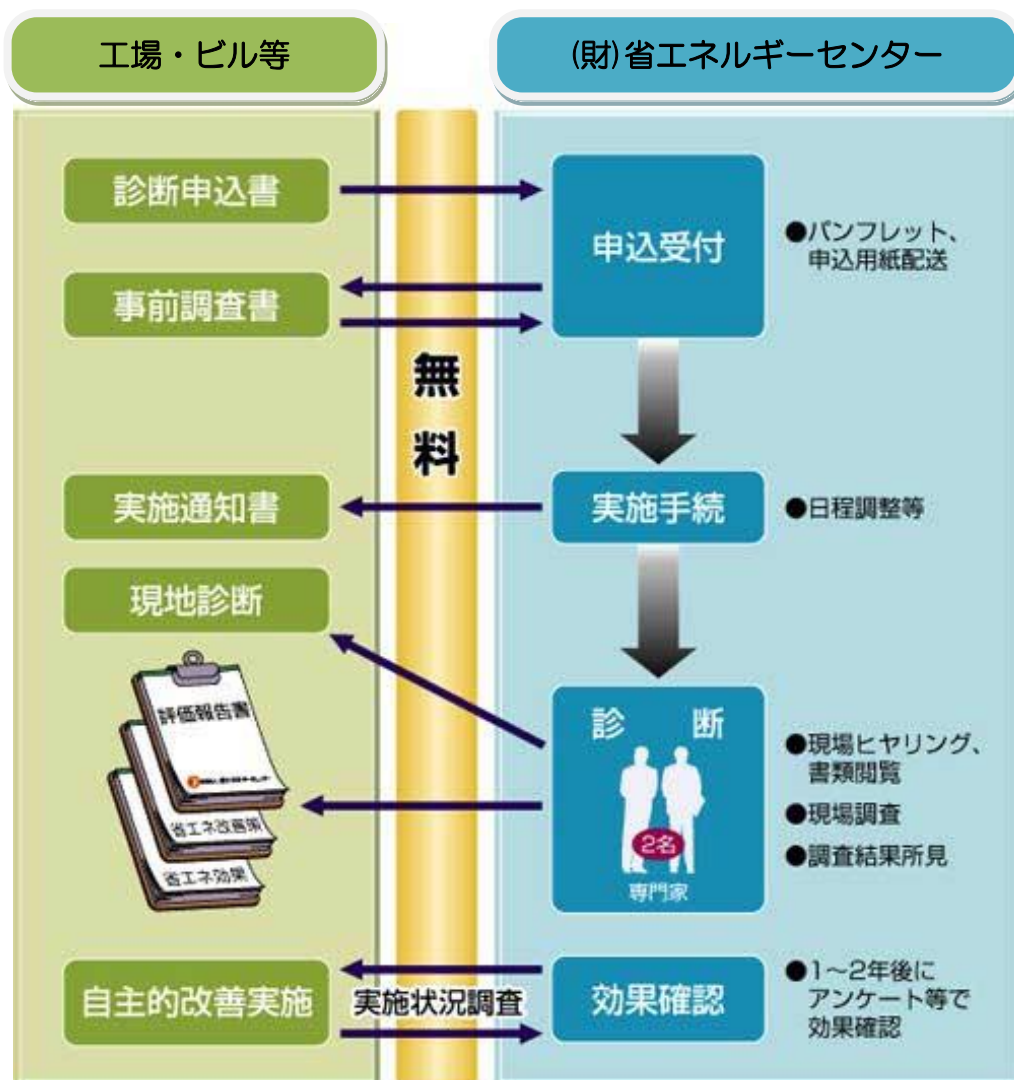 工場・ビル等
(財)省エネルギーセンター
診断申込書
申込受付
●パンフレット、
申込用紙配送
事前調査書
無
料
実施通知書
実施手続
●日程調整等
現地診断
評価報告書
省エネ改善策
省エネ効果
診 断
2名
専門家
●現場ヒヤリング、
書類閲覧
●現場調査
●調査結果所見
自主的改善実施
実施状況調査
効果確認
●1～2年後に
アンケート等で
効果確認